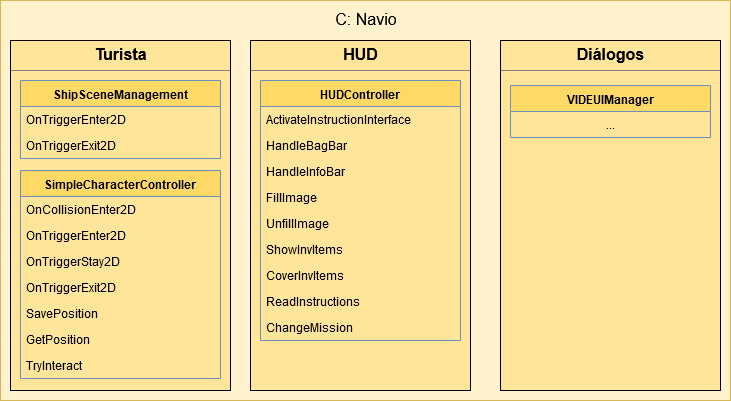 C: Navio
Turista
ShipSceneManagement
OnTriggerEnter2D
OnTriggerExit2D
SimpleCharacterController
OnCollisionEnter2D
OnTriggerEnter2D
OnTriggerStay2D
OnTriggerExit2D
SavePosition
GetPosition
TryInteract
HUD
HUDController
ActivateInstructionInterface
HandleBagBar
HandleInfoBar
FillImage
UnfillImage
ShowInvItems
CoverInvItems
ReadInstructions
ChangeMission
Diálogos
VIDEUIManager
...